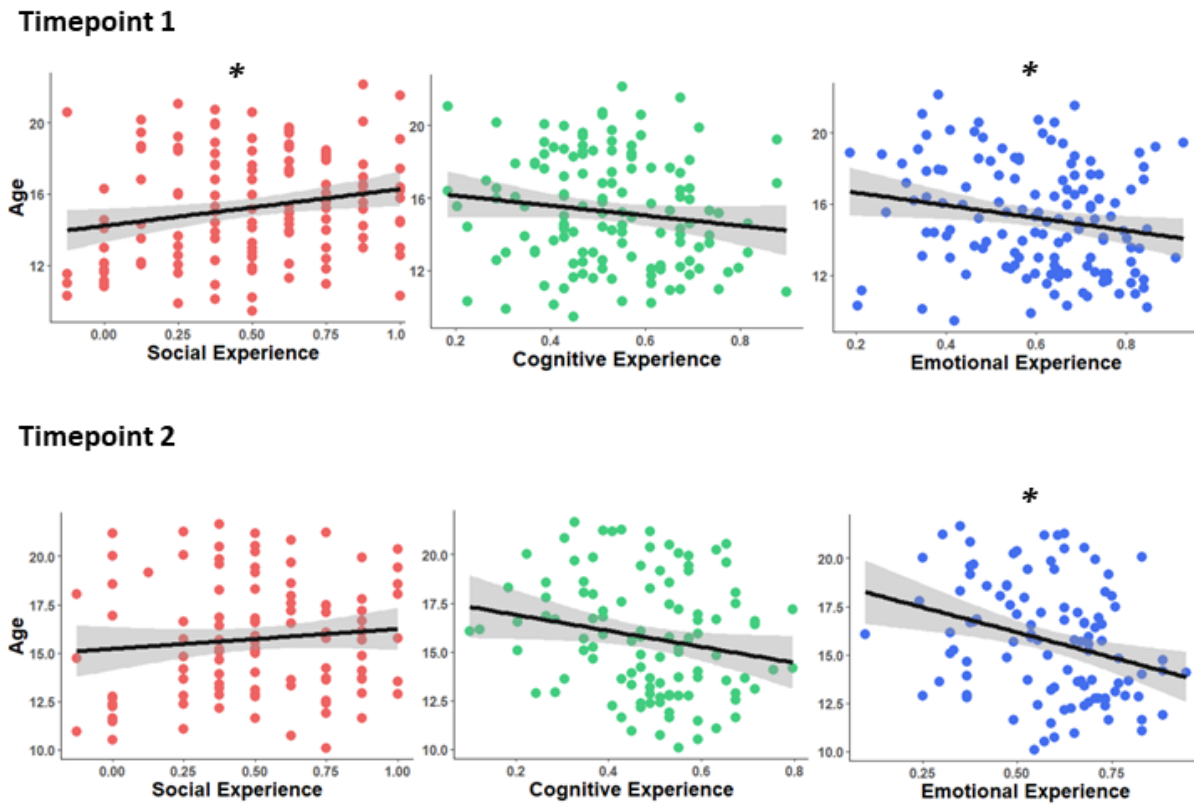 Timepoint 1
* *
Age
20
16
12
0.00 0.25 0.50 0.75 1.0
Social Experience
20
16
12
0.2 0.4 0.6 0.8
Cognitive Experience
20
16
12
0.2 0.4 0.6 0.8
Emotional Experience
Timepoint 2
*
Age
20.0
17.5
15.0
12.5
10.0
0.00 0.25 0.50 0.75 1.00
Social Experience
20.0
17.5
15.0
12.5
10.0
0.2 0.4 0.6 0.8
Cognitive Experience
20.0
17.5
15.0
12.5
10.0
0.25 0.50 0.75
Emotional Experience